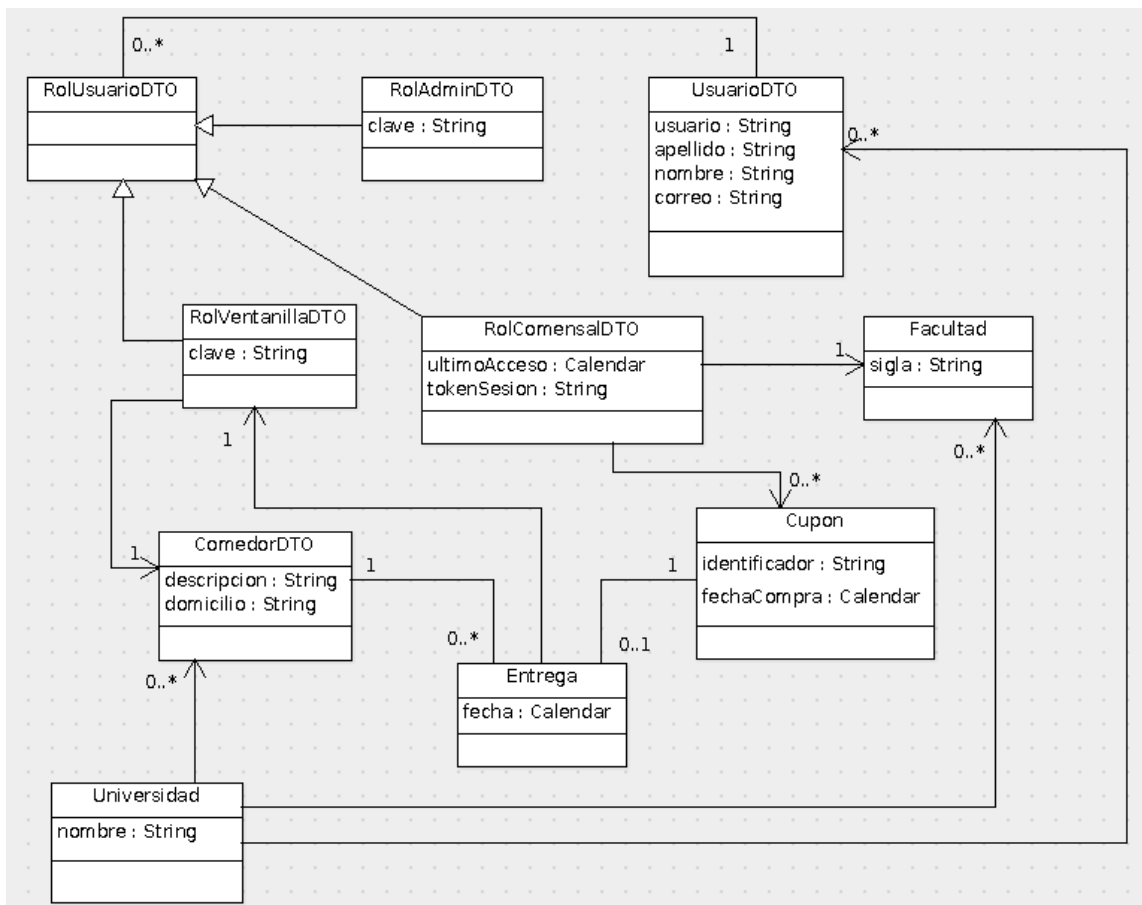 0..*
1
RolUsuarioDTO
RolAdminDTO
clave : String
UsuarioDTO
usuario : String
apellido : String
nombre : String
correo : String
0..*
RolVentanillaDTO
clave : String
RolComensalDTO
ultimoAcceso : Calendar
tokenSesion : String
1
Facultad
sigla : String
1
0..*
0..*
Cupon
identificador : String
fechaCompra : Calendar
1
ComedorDTO
descripcion : String
domicilio : String
1
1
0..*
0..1
Entrega
fecha : Calendar
0..*
Universidad
nombre : String